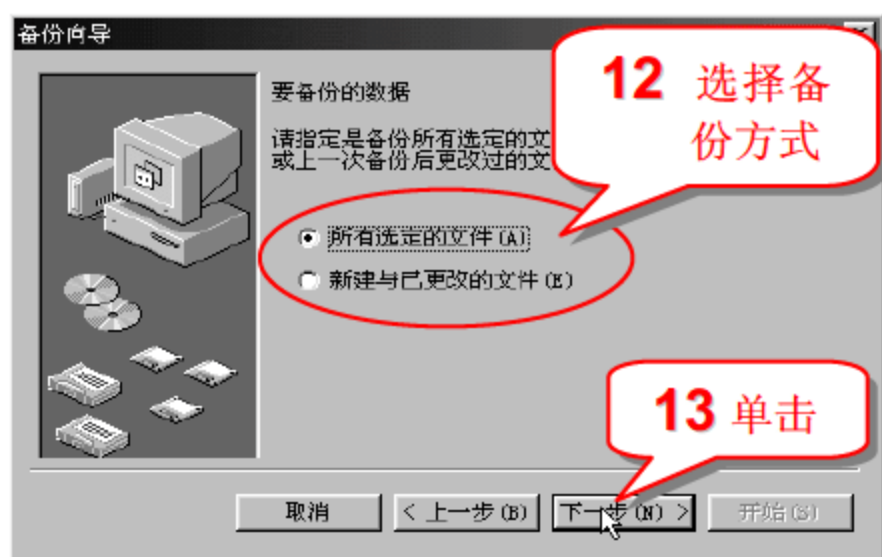 备份向导
12 选择备
份方式
要备份的数据
请指定是备份所有选定的文
或上一次备份后更改过的文
所有选定的文件(A)
新建与已更改的文件(E)
13 单击
取消
< 上一步(B)
下一步(N) >
开始(S)